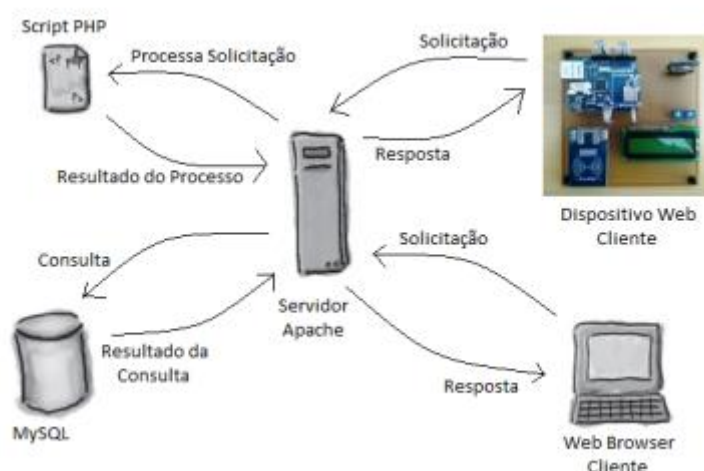 Script PHP
<? php
?>
Processa Solicitação
Solicitação
Resultado do Processo
Resposta
Dispositivo Web
Cliente
Consulta
Solicitação
Servidor
Apache
Resultado da
Consulta
Resposta
MySQL
Web Browser
Cliente